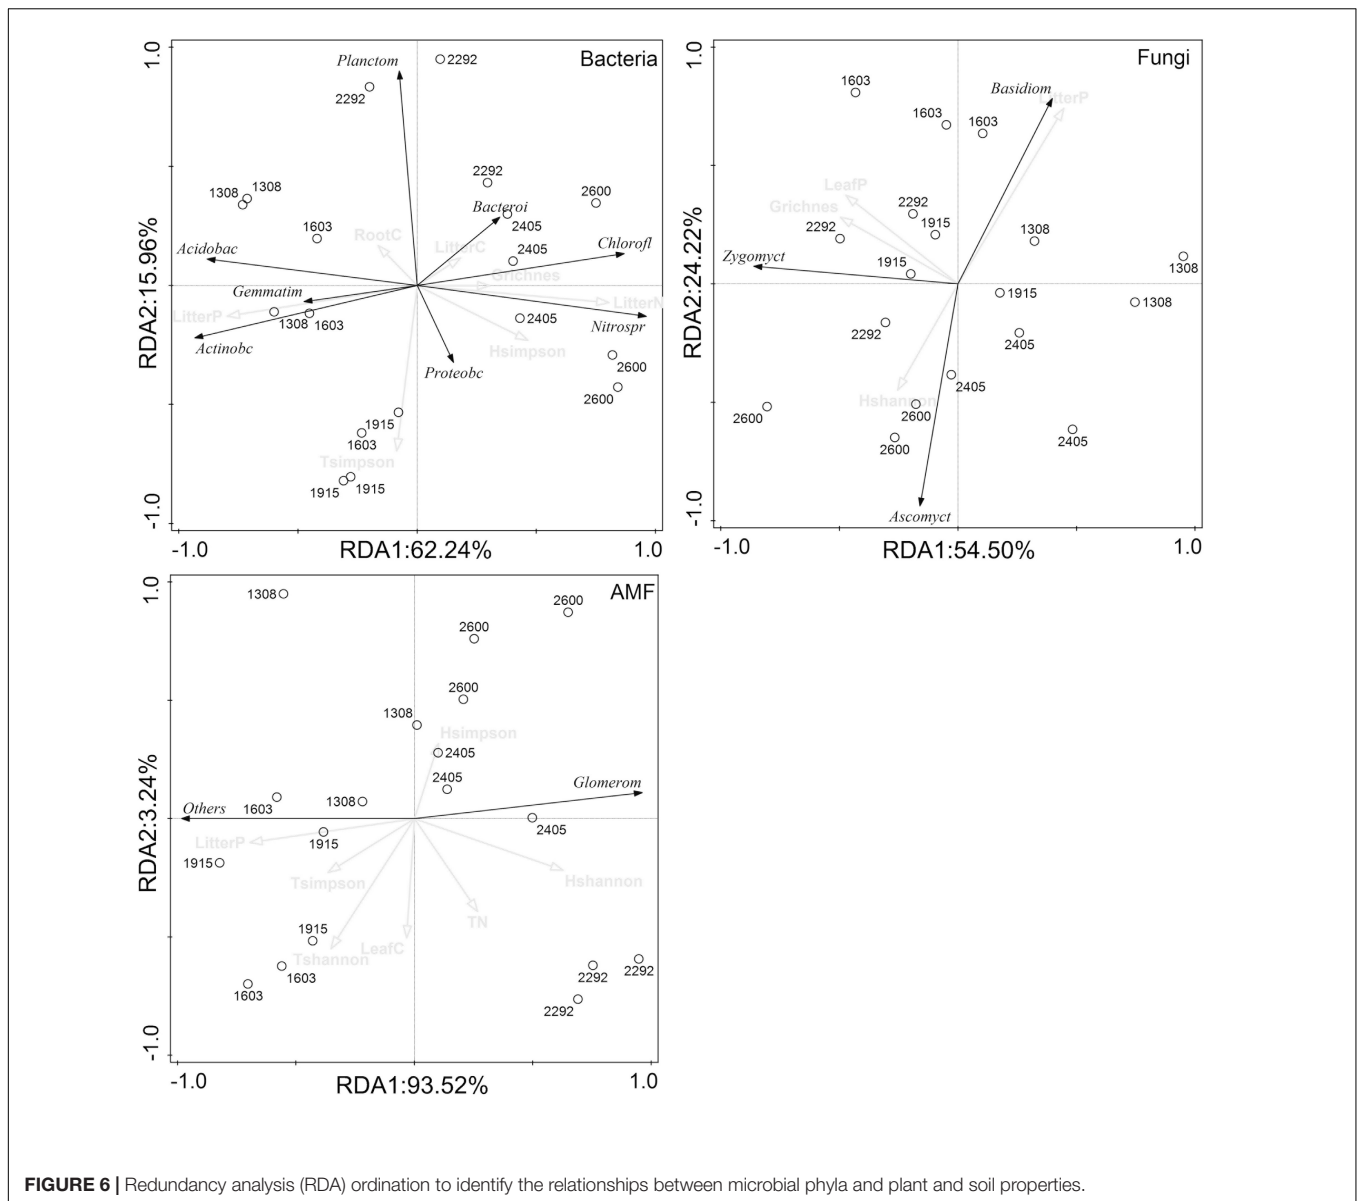 Bacteria
1.0
Planctom
2292
2292
2292
Bacteroi
2405
2600
1308
1308
1603
Acidobac
RootC
LitterC
2405
Chlorofl
Grichnes
Gemmatim
LitterN
LitterP
1308
1603
2405
Nitrospr
Actinobc
Hsimpson
Proteobc
2600
2600
1915
1603
Tsimpson
1915
1915
-1.0
RDA2:15.96%
-1.0
RDA1:62.24%
1.0
Fungi
1.0
1603
Basidiom
LitterP
1603
1603
LeafP
Grichnes
2292
2292
1915
1308
Zygomyct
1915
1308
1915
1308
2292
2405
2405
Hshannon
2600
2600
2600
2405
Ascomyct
-1.0
RDA2:24.22%
-1.0
RDA1:54.50%
1.0
AMF
1.0
1308
2600
2600
2600
1308
Hsimpson
2405
2405
Glomerom
1603
1308
Others
2405
LitterP
1915
1915
Tsimpson
Hshannon
TN
1915
LeafC
Tshannon
1603
1603
2292
2292
2292
-1.0
RDA2:3.24%
-1.0
RDA1:93.52%
1.0
FIGURE 6 | Redundancy analysis (RDA) ordination to identify the relationships between microbial phyla and plant and soil properties.